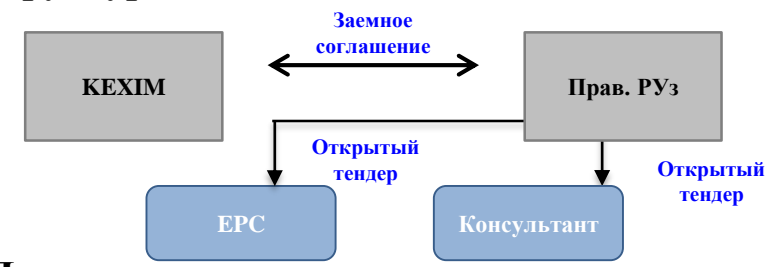 Заемное
соглашение
KEXIM
Прав. РУз
Открытый
тендер
Открытый
тендер
EPC
Консультант